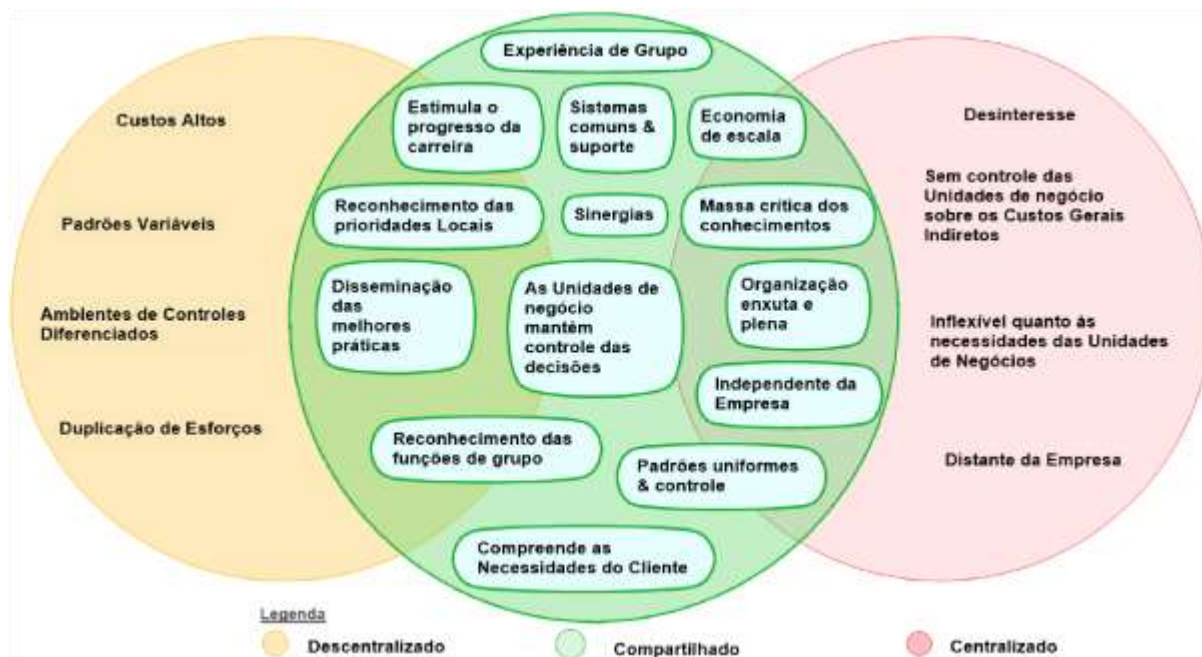 Experiência de Grupo
Custos Altos
Padrões Variáveis
Ambientes de Controles
Diferenciados
Duplicação de Esforços
Estimula o
progresso da
carreira
Sistemas
comuns &
suporte
Economia
de escala
Reconhecimento das
prioridades Locais
Sinergias
Massa crítica dos
conhecimentos
Disseminação
das
melhores
práticas
As Unidades de
negócio
mantêm
controle das
decisões
Organização
enxuta e
plena
Independente da
Empresa
Reconhecimento das
funções de grupo
Padrões uniformes
& controle
Compreende as
Necessidades do Cliente
Desinteresse
Sem controle das
Unidades de negócio
sobre os Custos Gerais
Indiretos
Inflexível quanto às
necessidades das Unidades
de Negócios
Distante da Empresa
Legenda
Descentralizado
Compartilhado
Centralizado